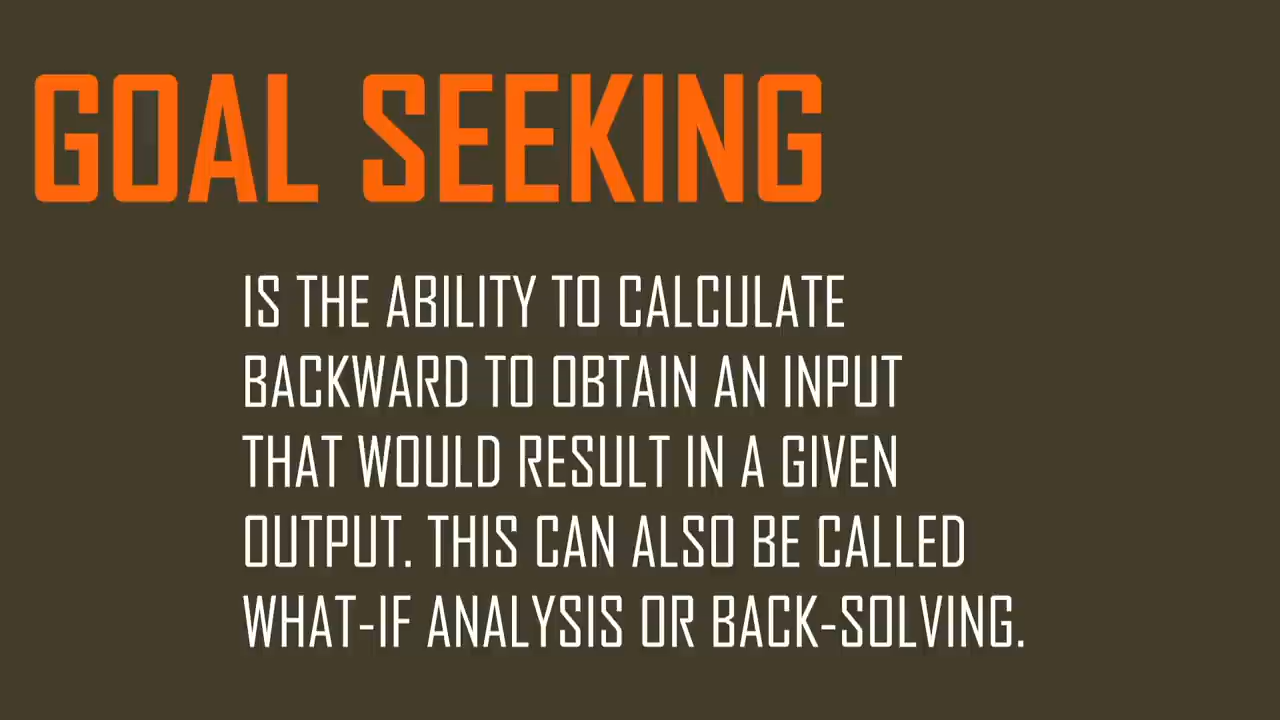 GOAL SEEKING
IS THE ABILITY TO CALCULATE
BACKWARD TO OBTAIN AN INPUT
THAT WOULD RESULT IN A GIVEN
OUTPUT. THIS CAN ALSO BE CALLED
WHAT-IF ANALYSIS OR BACK-SOLVING.